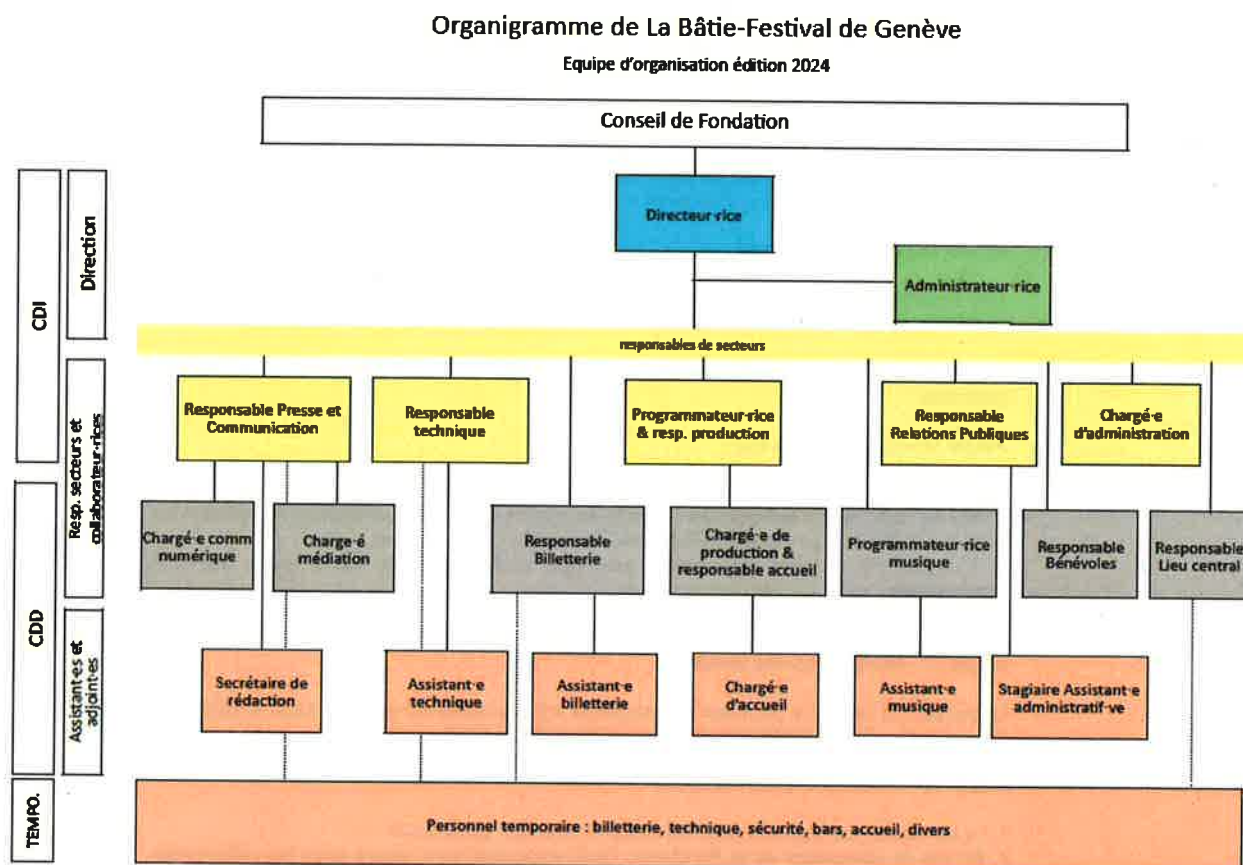 Organigramme de La Bâtie-Festival de Genève
Equipe d'organisation édition 2024
Conseil de Fondation
CDI
Direction
Directeur·rice
Administrateur·rice
responsables de secteurs
Resp. secteurs et
collaborateur·rices
Responsable Presse et
Communication
Responsable
technique
Programmateur·rice
& resp. production
Responsable
Relations Publiques
Chargé·e
d'administration
CDD
Chargé·e comm
numérique
Charge·é
médiation
Responsable
Billetterie
Chargé·e de
production &
responsable accueil
Programmateur·rice
musique
Responsable
Bénévoles
Responsable
Lieu central
Assistant·es et
adjoint·es
Secrétaire de
rédaction
Assistant·e
technique
Assistant·e
billetterie
Chargé·e
d'accueil
Assistant·e
musique
Stagiaire Assistant·e
administratif·ve
TEMPO.
Personnel temporaire : billetterie, technique, sécurité, bars, accueil, divers